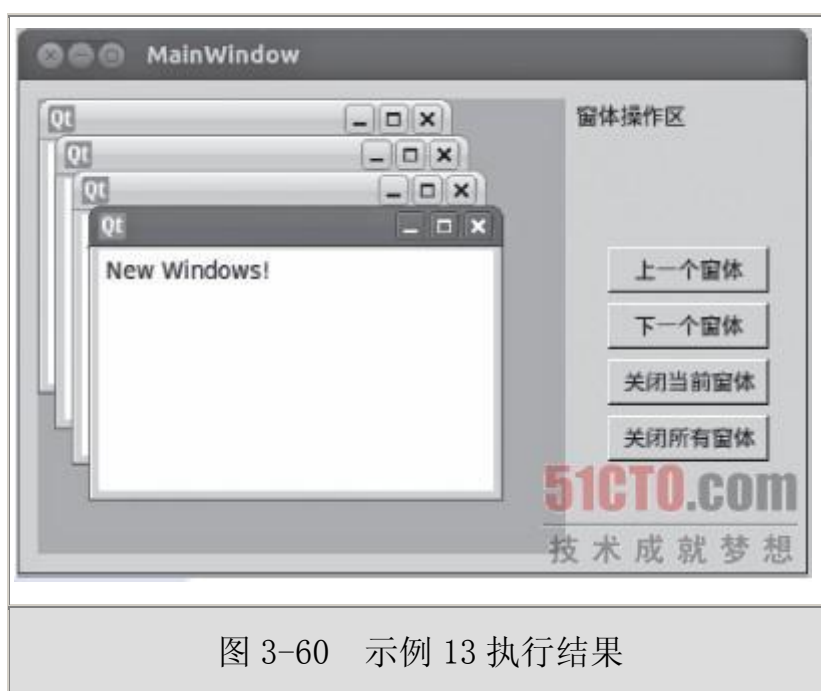 MainWindow
Qt
Qt
Qt
Qt
New Windows!
窗体操作区
上一个窗体
下一个窗体
关闭当前窗体
关闭所有窗体
51CTO.com
技术成就梦想
图 3-60 示例 13 执行结果